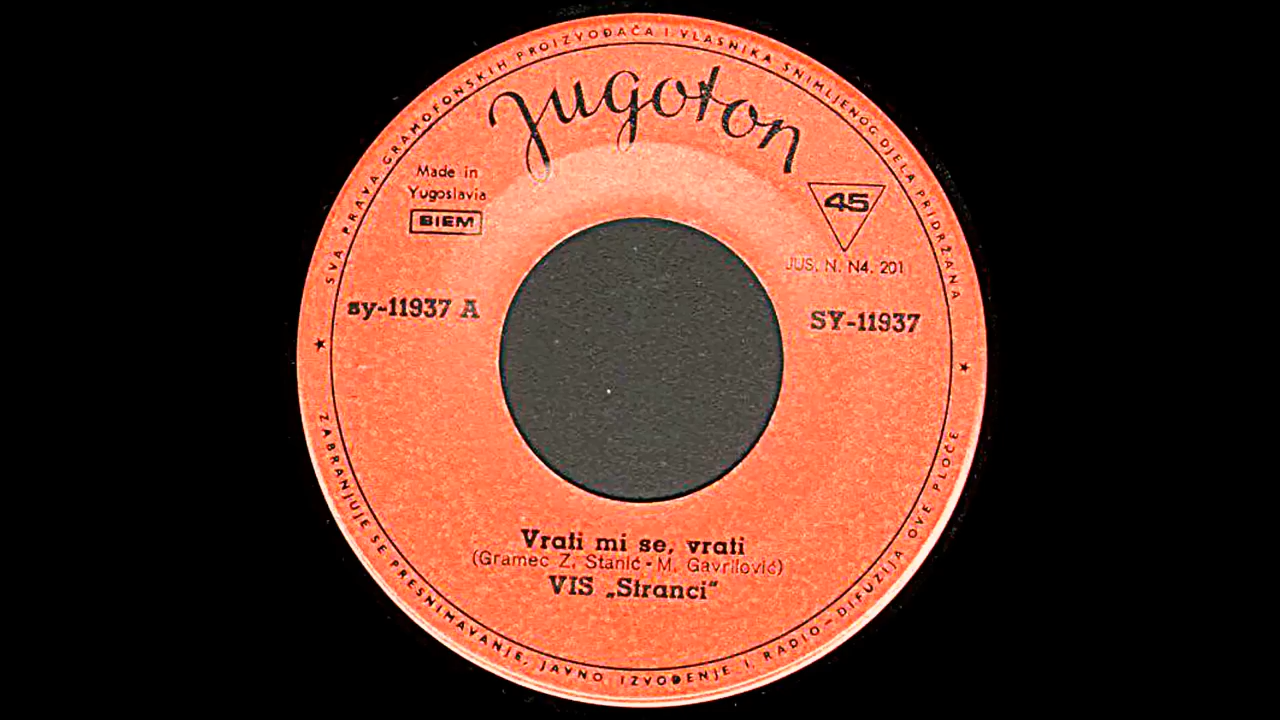 SVA PRAVA GRAMOFONSKIH PROIZVOĐAČA I VLASNIKA SNIMLJENOG DJELA PRIDRŽANA
Jugoton
Made in
Yugoslavia
BIEM
45
JUS. N. N4. 201
sy-11937 A
SY-11937
Vrati mi se, vrati
(Gramec Z. Stanić - M. Gavrilović)
VIS „Stranci“
ZABRANJUJE SE PRESNIMAVANJE, JAVNO IZVOĐENJE I RADIO-DIFUZIJA OVE PLOČE